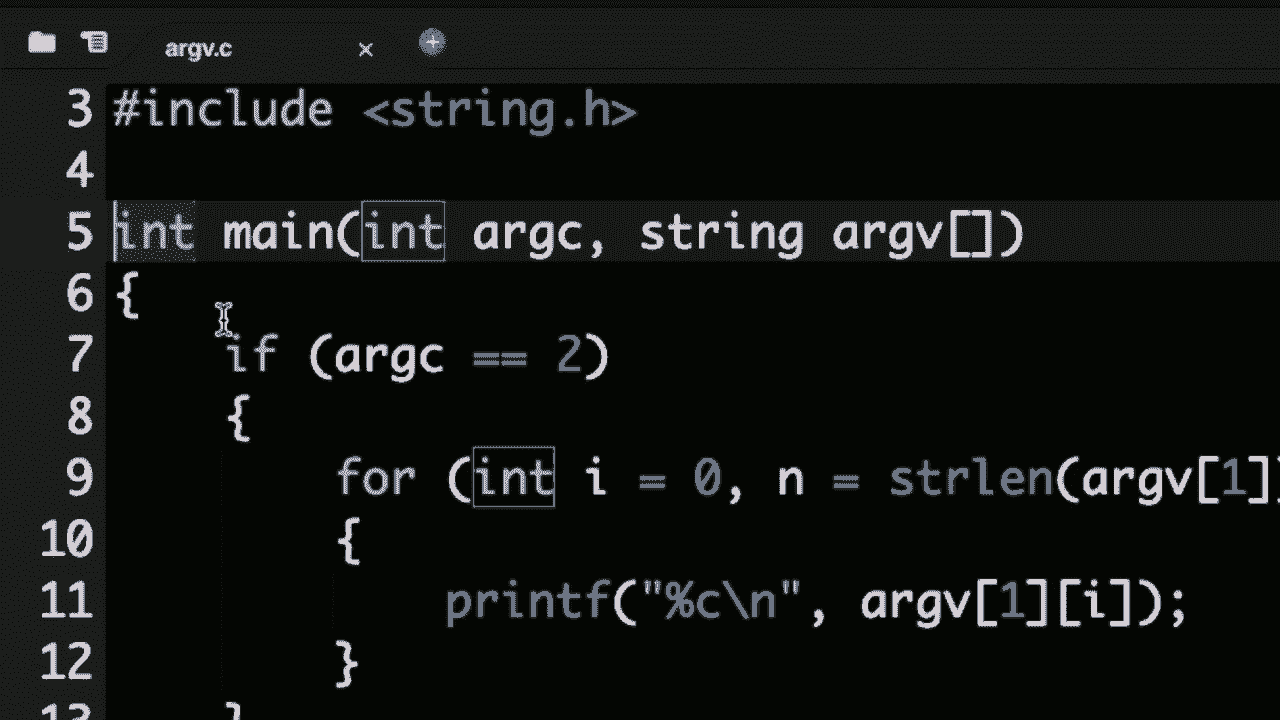 argv.c
3 #include <string.h>
4
5 int main(int argc, string argv[])
6 {
7 if (argc == 2)
8 {
9 for (int i = 0, n = strlen(argv[1]
10 {
11 printf("%c\n", argv[1][i]);
12 }
13 }